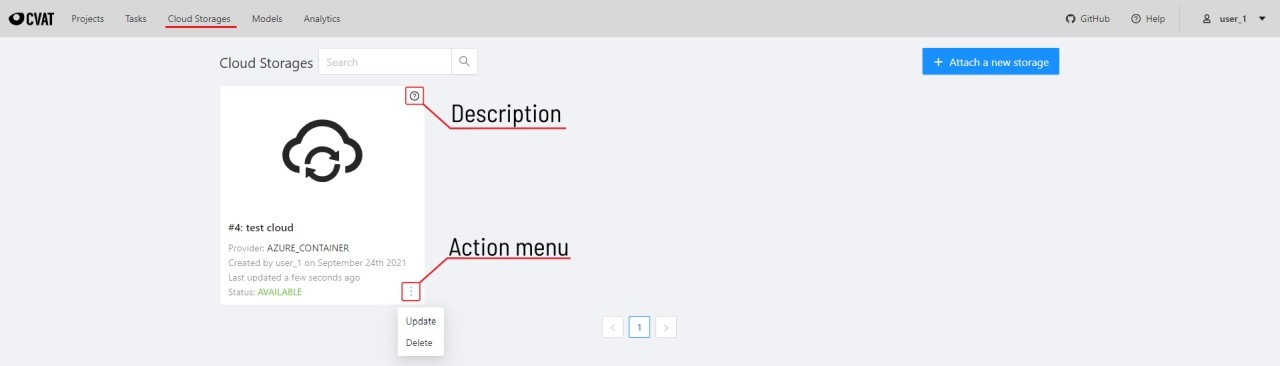 CVAT Projects Tasks Cloud Storages Models Analytics GitHub Help user_1
Cloud Storages Search + Attach a new storage
Description
#4: test cloud
Provider: AZURE_CONTAINER
Action menu
Created by user_1 on September 24th 2021
Last updated a few seconds ago
Status: AVAILABLE
Update
< 1 >
Delete